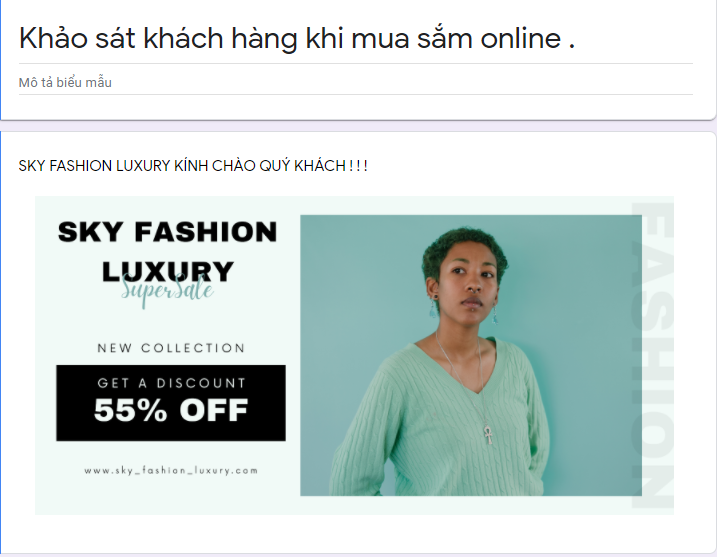 Khảo sát khách hàng khi mua sắm online .
Mô tả biểu mẫu
SKY FASHION LUXURY KÍNH CHÀO QUÝ KHÁCH ! ! !
SKY FASHION
LUXURY
SuperSale
NEW COLLECTION
GET A DISCOUNT
55% OFF
www.sky_fashion_luxury.com
FASHION